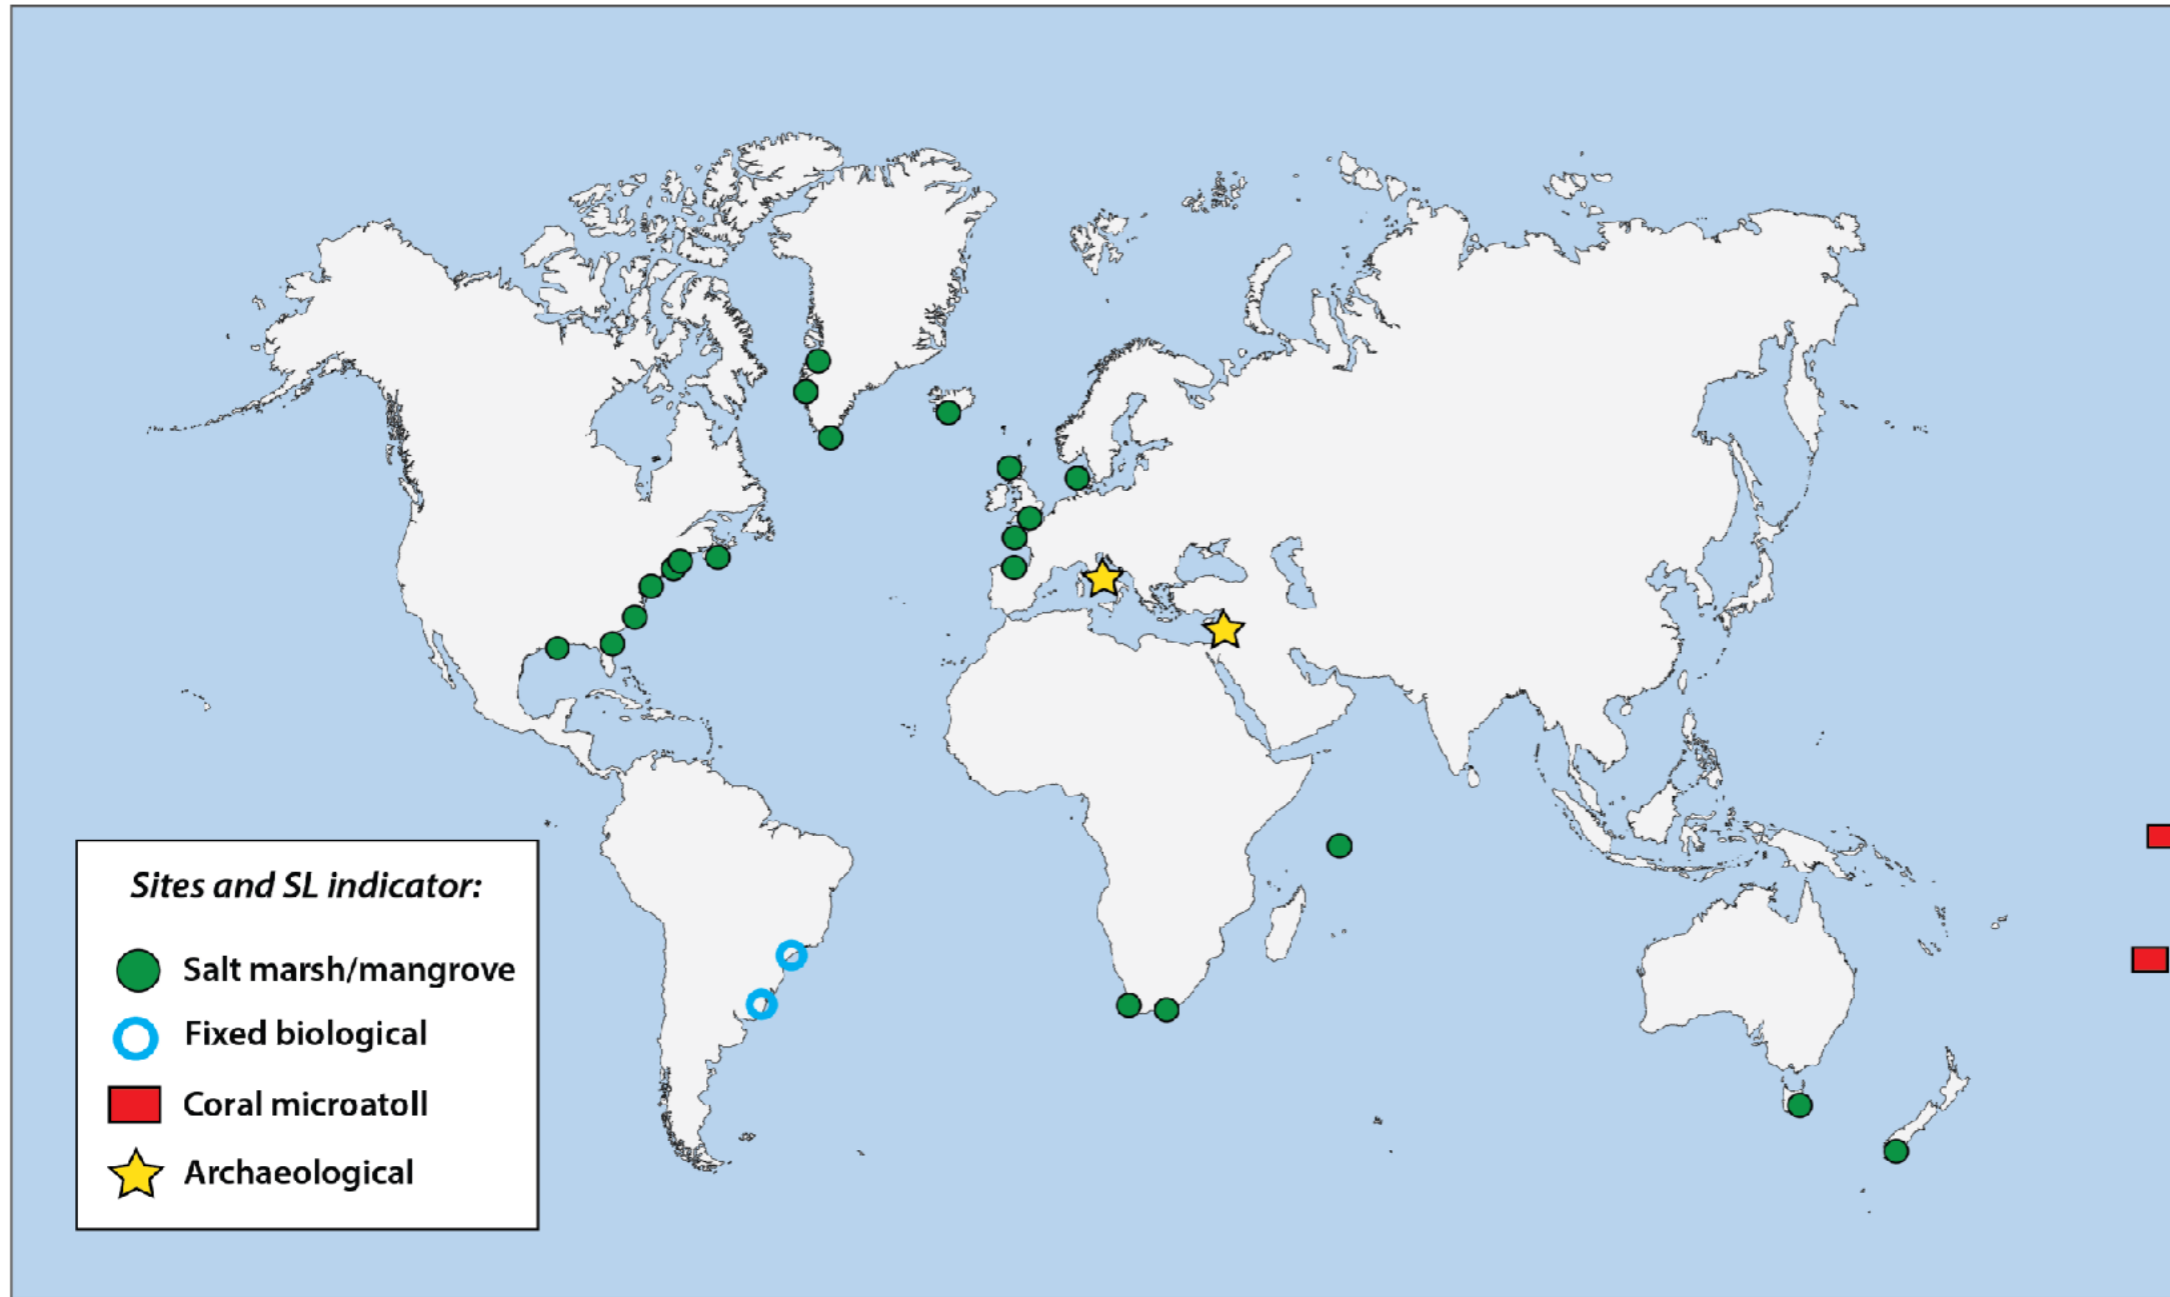 Sites and SL indicator:
Salt marsh/mangrove
Fixed biological
Coral microatoll
Archaeological